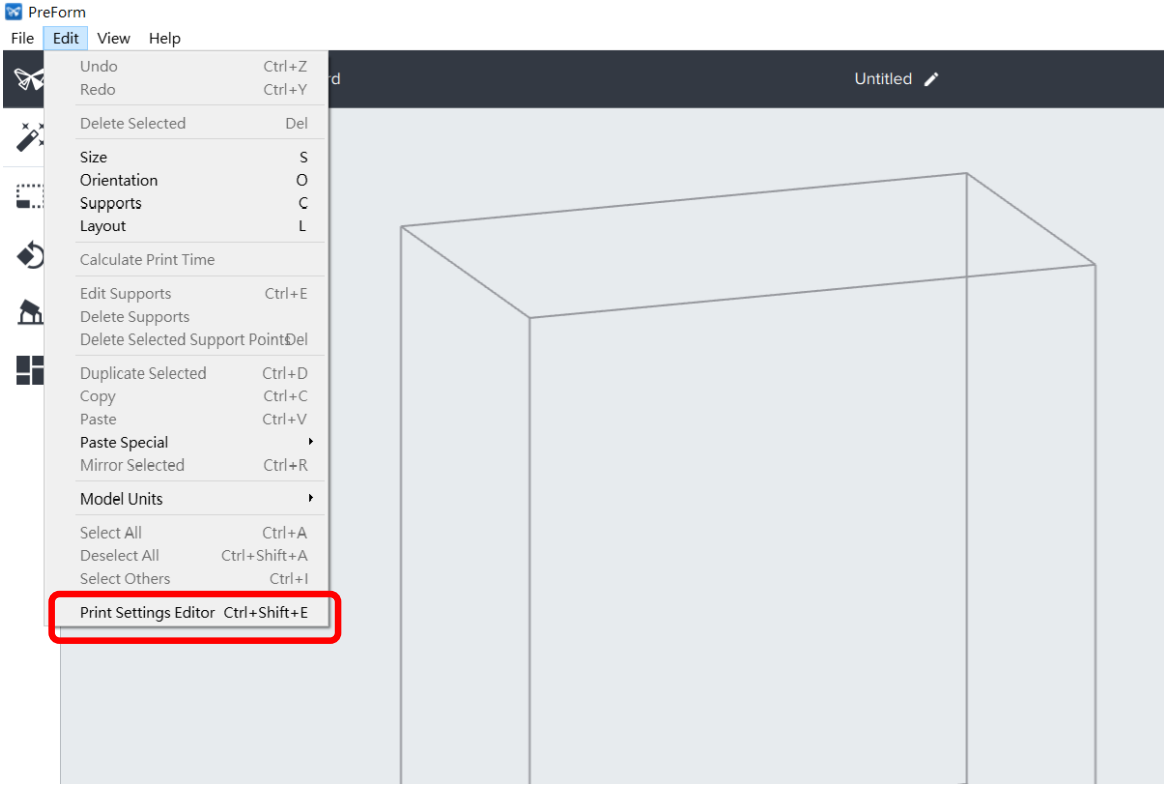 PreForm
File Edit View Help
Untitled
Undo Ctrl+Z
Redo Ctrl+Y
Delete Selected Del
Size S
Orientation O
Supports C
Layout L
Calculate Print Time
Edit Supports Ctrl+E
Delete Supports
Delete Selected Support Points Del
Duplicate Selected Ctrl+D
Copy Ctrl+C
Paste Ctrl+V
Paste Special
Mirror Selected Ctrl+R
Model Units
Select All Ctrl+A
Deselect All Ctrl+Shift+A
Select Others Ctrl+I
Print Settings Editor Ctrl+Shift+E